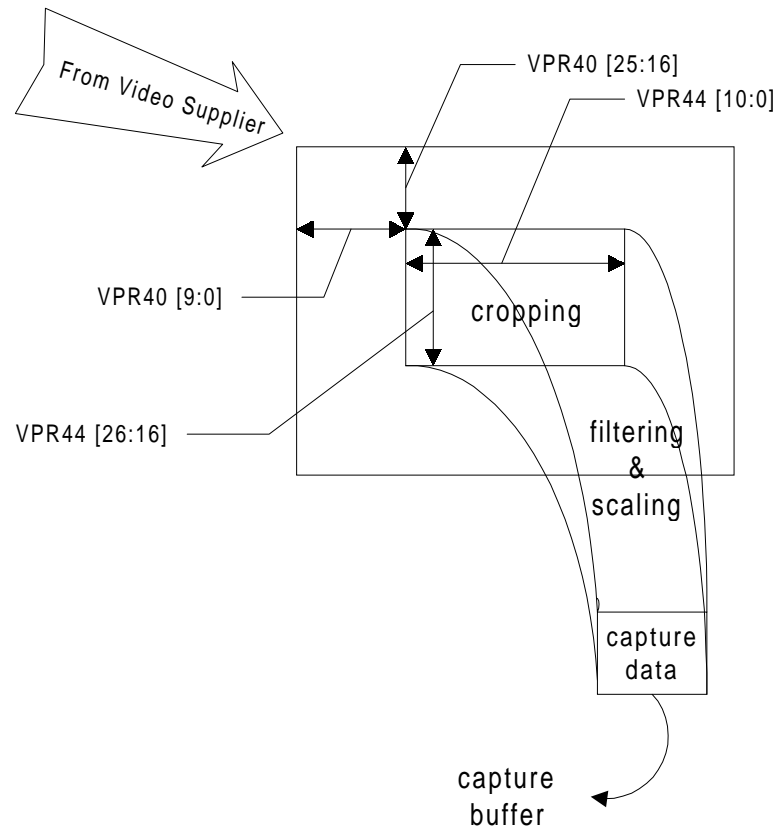 From Video Supplier
VPR40 [25:16]
VPR44 [10:0]
VPR40 [9:0]
cropping
VPR44 [26:16]
filtering
&
scaling
capture
data
capture
buffer